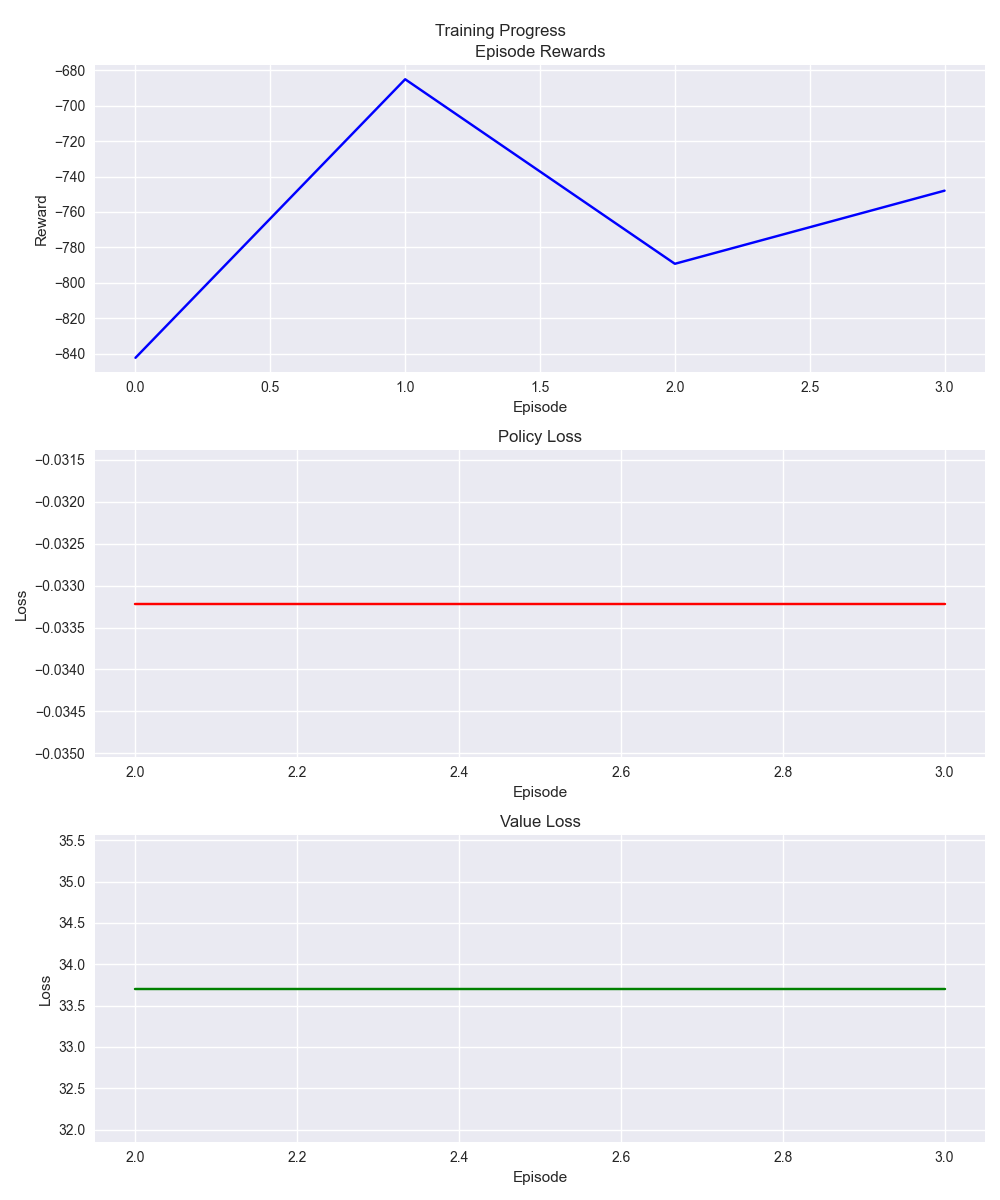 Training Progress
Episode Rewards
−680
−700
−720
−740
−760
−780
−800
−820
−840
Reward
0.0 0.5 1.0 1.5 2.0 2.5 3.0
Episode
Policy Loss
−0.0315
−0.0320
−0.0325
−0.0330
−0.0335
−0.0340
−0.0345
−0.0350
Loss
2.0 2.2 2.4 2.6 2.8 3.0
Episode
Value Loss
35.5
35.0
34.5
34.0
33.5
33.0
32.5
32.0
Loss
2.0 2.2 2.4 2.6 2.8 3.0
Episode